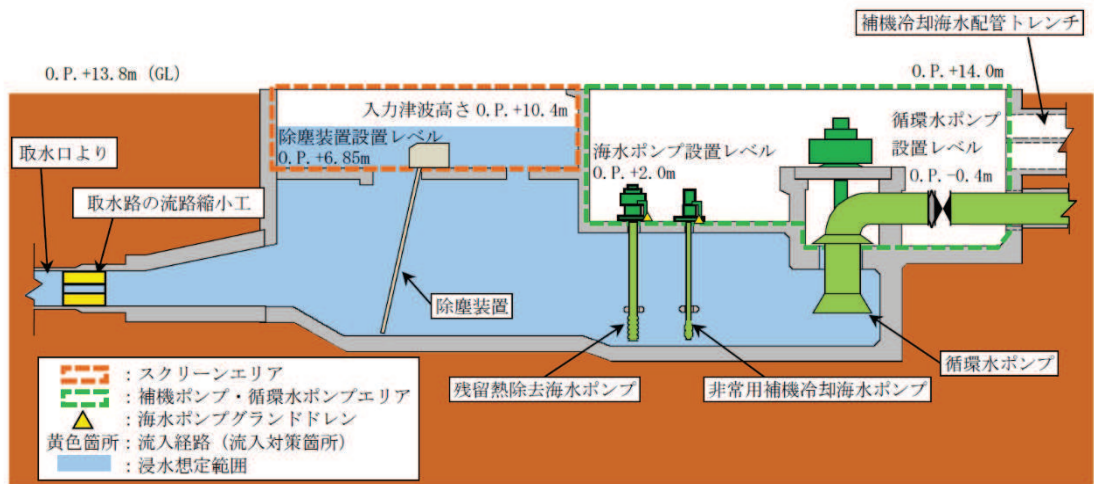 補機冷却海水配管トレンチ
O.P.+13.8m (GL)
O.P.+14.0m
入力津波高さ O.P.+10.4m
除塵装置設置レベル
O.P.+6.85m
取水口より
取水路の流路縮小工
海水ポンプ設置レベル
O.P.+2.0m
循環水ポンプ
設置レベル
O.P.-0.4m
除塵装置
残留熱除去海水ポンプ
非常用補機冷却海水ポンプ
循環水ポンプ
：スクリーンエリア
：補機ポンプ・循環水ポンプエリア
：海水ポンプグランドドレン
黄色箇所：流入経路（流入対策箇所）
：浸水想定範囲